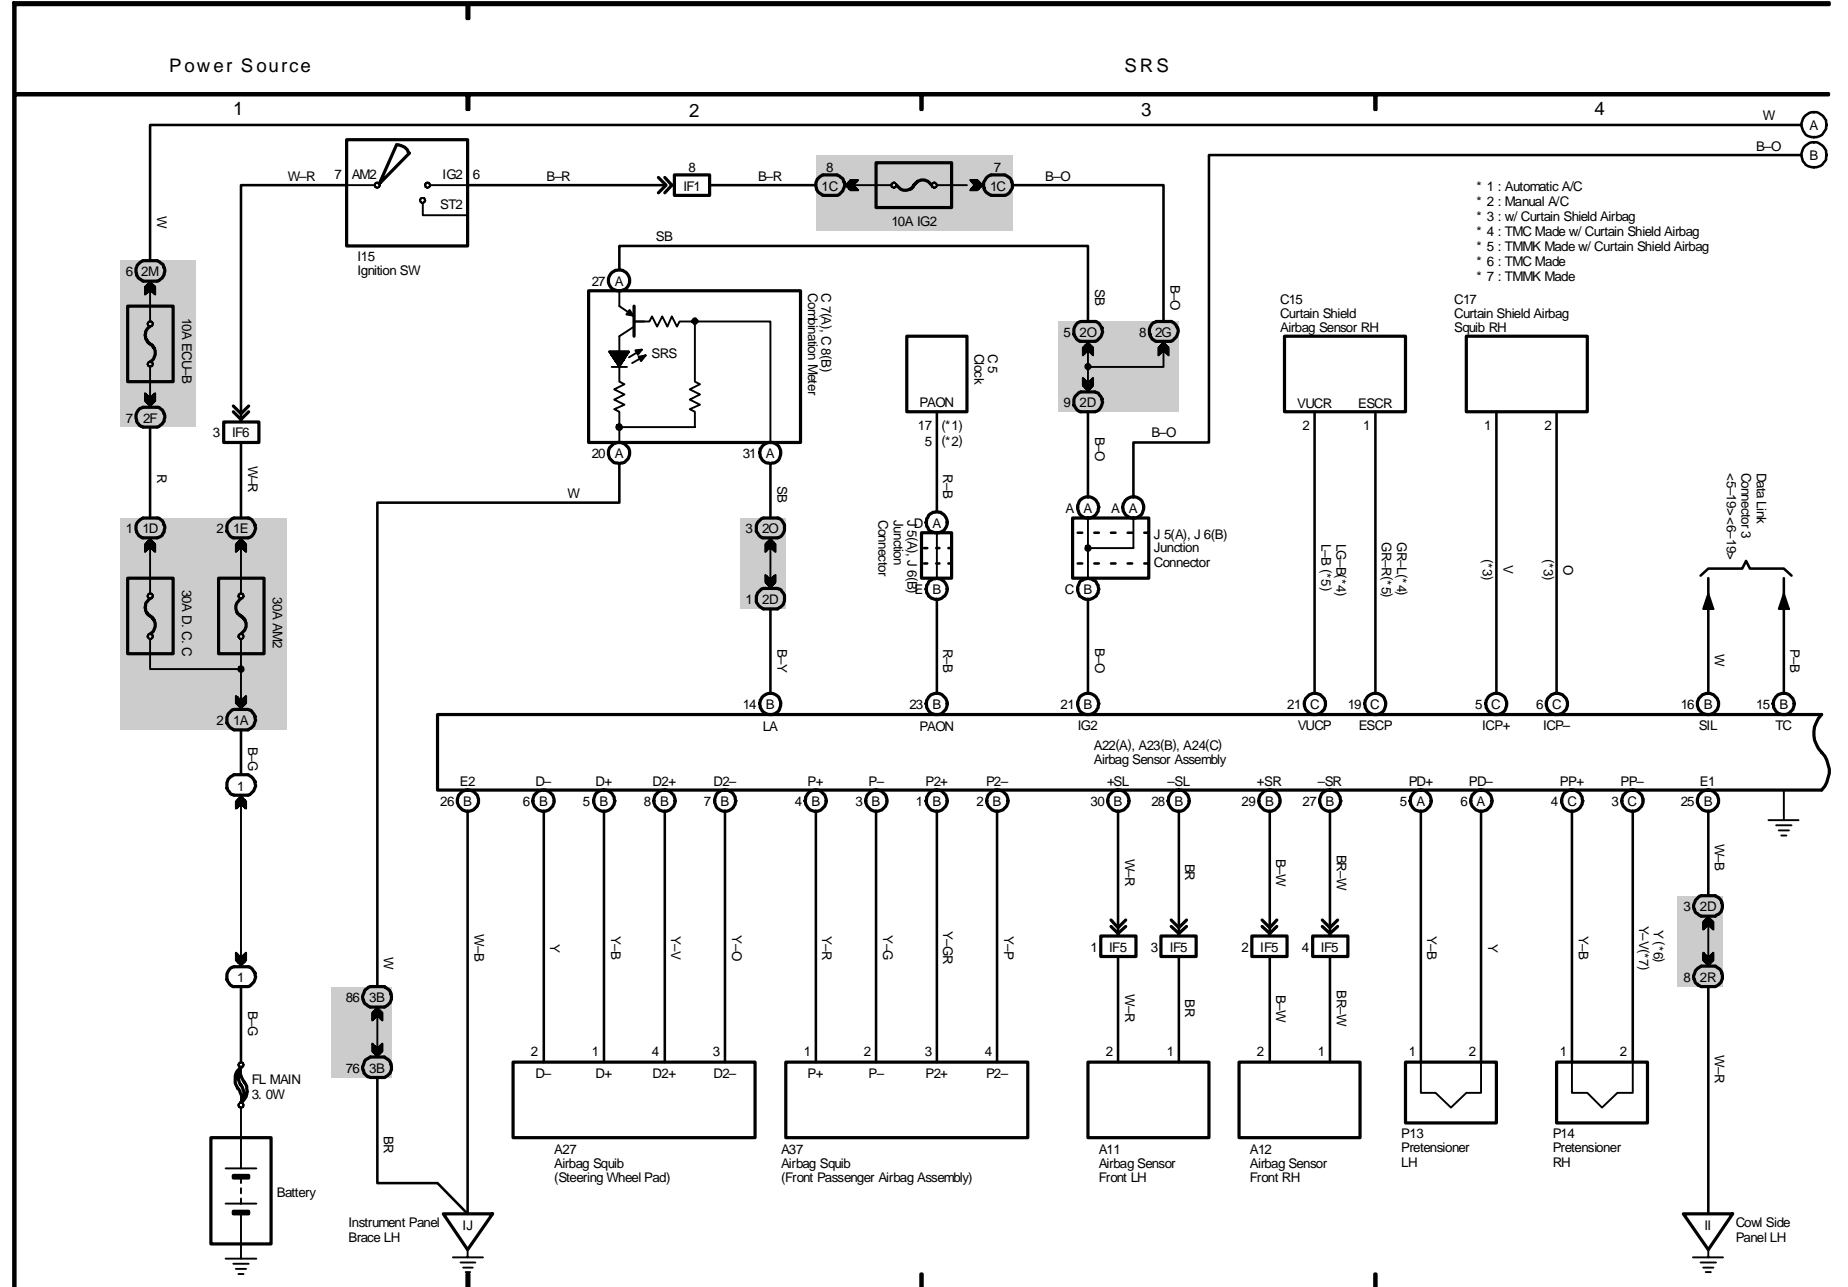 Power Source
SRS
1
2
3
4
W
A
B–O
B
W–R
7
AM2
IG2
6
ST2
B–R
8
IF1
B–R
8
1C
7
1C
B–O
10A IG2
I15
Ignition SW
* 1 : Automatic A/C
* 2 : Manual A/C
* 3 : w/ Curtain Shield Airbag
* 4 : TMC Made w/ Curtain Shield Airbag
* 5 : TMMK Made w/ Curtain Shield Airbag
* 6 : TMC Made
* 7 : TMMK Made
W
SB
6
2M
27
A
10A ECU–B
SB
B–O
C 7(A), C 8(B)
Combination Meter
SRS
C 5
Clock
PAON
5
2O
8
2G
9
2D
C15
Curtain Shield
Airbag Sensor RH
C17
Curtain Shield Airbag
Squib RH
VUCR
ESCR
7
2F
3
IF6
17
(*1)
5
(*2)
2
1
1
2
20
A
31
A
B–O
B–O
R
W–R
W
SB
R–B
Data Link
Connector 3
<5–19><6–19>
1
1D
2
1E
3
2O
D
A
A
A
A
A
J 5(A), J 6(B)
Junction
Connector
J 5(A), J 6(B)
Junction
Connector
LG–B(*4)
L–B (*5)
GR–L(*4)
GR–R(*5)
V
(*3)
O
(*3)
1
2D
E
B
C
B
30A D. C. C
30A AM2
B–Y
R–B
B–O
W
P–B
2
1A
14
B
23
B
21
B
21
C
19
C
5
C
6
C
16
B
15
B
LA
PAON
IG2
VUCP
ESCP
ICP+
ICP–
SIL
TC
B–G
A22(A), A23(B), A24(C)
Airbag Sensor Assembly
1
E2
D–
D+
D2+
D2–
P+
P–
P2+
P2–
+SL
–SL
+SR
–SR
PD+
PD–
PP+
PP–
E1
26
B
6
B
5
B
8
B
7
B
4
B
3
B
1
B
2
B
30
B
28
B
29
B
27
B
5
A
6
A
4
C
3
C
25
B
W–R
BR
B–W
BR–W
W–B
3
2D
1
IF5
3
IF5
2
IF5
4
IF5
W–B
Y
Y–B
Y–V
Y–O
Y–R
Y–G
Y–GR
Y–P
Y–B
Y
Y–B
Y (*6)
Y–V(*7)
1
W
8
2R
86
3B
B–G
W–R
BR
B–W
BR–W
76
3B
2
1
4
3
1
2
3
4
2
1
2
1
1
2
1
2
W–R
FL MAIN
3. 0W
D–
D+
D2+
D2–
P+
P–
P2+
P2–
BR
A27
Airbag Squib
(Steering Wheel Pad)
A37
Airbag Squib
(Front Passenger Airbag Assembly)
A11
Airbag Sensor
Front LH
A12
Airbag Sensor
Front RH
P13
Pretensioner
LH
P14
Pretensioner
RH
Battery
Instrument Panel
Brace LH
IJ
II
Cowl Side
Panel LH